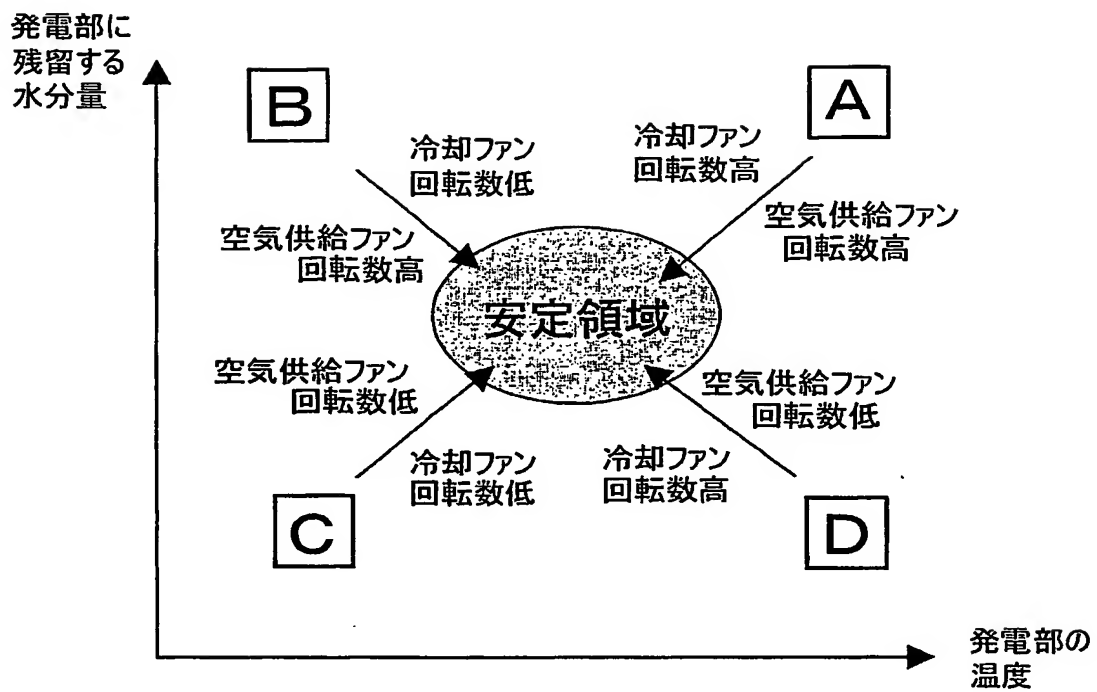 発電部に
残留する
水分量
B
A
冷却ファン
回転数低
冷却ファン
回転数高
空気供給ファン
回転数高
空気供給ファン
回転数高
安定領域
空気供給ファン
回転数低
空気供給ファン
回転数低
冷却ファン
回転数低
冷却ファン
回転数高
C
D
発電部の
温度